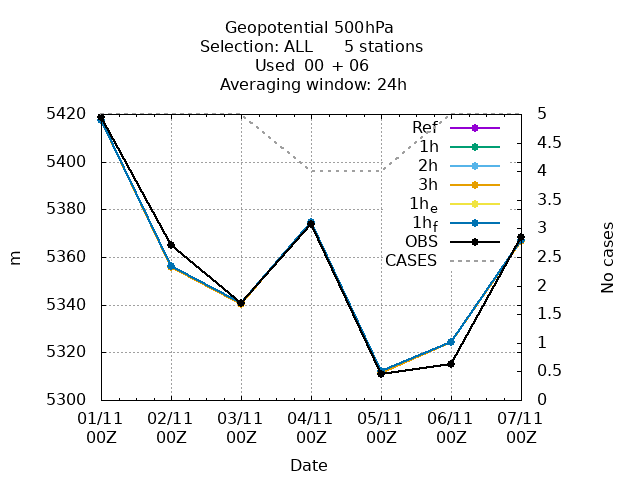 Geopotential 500hPa
Selection: ALL 5 stations
Used 00 + 06
Averaging window: 24h
5420
5400
5380
5360
5340
5320
5300
m
5
4.5
4
3.5
3
2.5
2
1.5
1
0.5
0
No cases
Ref
1h
2h
3h
1he
1hf
OBS
CASES
01/11 02/11 03/11 04/11 05/11 06/11 07/11
00Z 00Z 00Z 00Z 00Z 00Z 00Z
Date